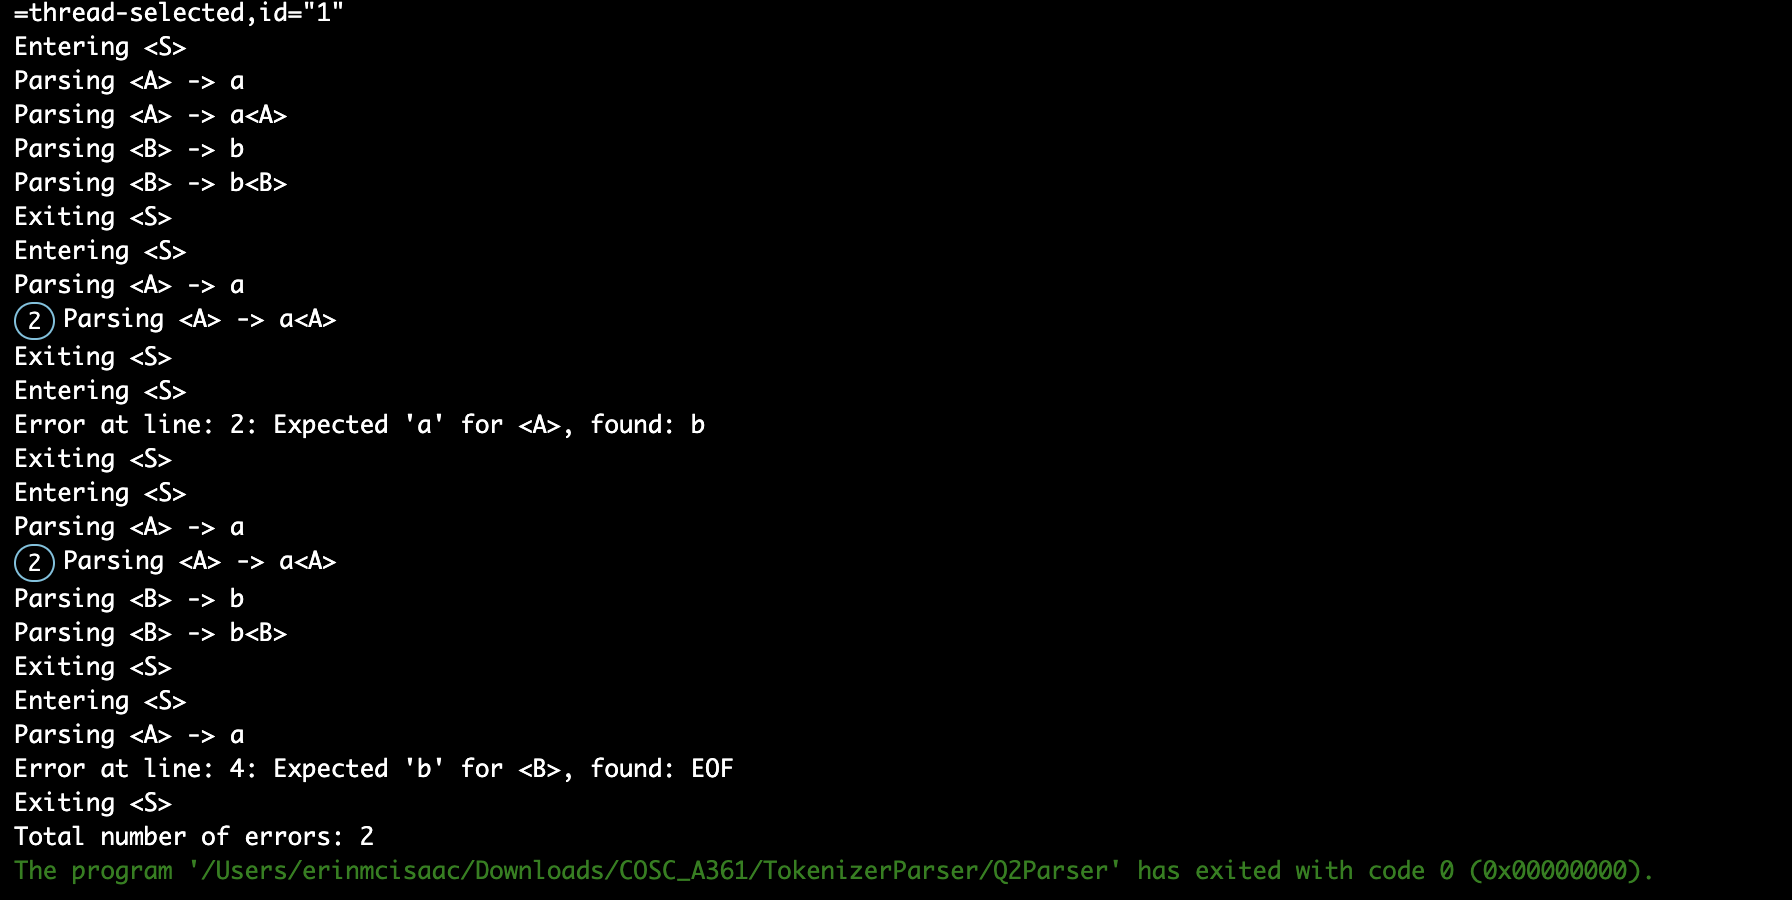 =thread-selected,id="1"
Entering <S>
Parsing <A> -> a
Parsing <A> -> a<A>
Parsing <B> -> b
Parsing <B> -> b<B>
Exiting <S>
Entering <S>
Parsing <A> -> a
2 Parsing <A> -> a<A>
Exiting <S>
Entering <S>
Error at line: 2: Expected 'a' for <A>, found: b
Exiting <S>
Entering <S>
Parsing <A> -> a
2 Parsing <A> -> a<A>
Parsing <B> -> b
Parsing <B> -> b<B>
Exiting <S>
Entering <S>
Parsing <A> -> a
Error at line: 4: Expected 'b' for <B>, found: EOF
Exiting <S>
Total number of errors: 2
The program '/Users/erinmcisaac/Downloads/COSC_A361/TokenizerParser/Q2Parser' has exited with code 0 (0x00000000).